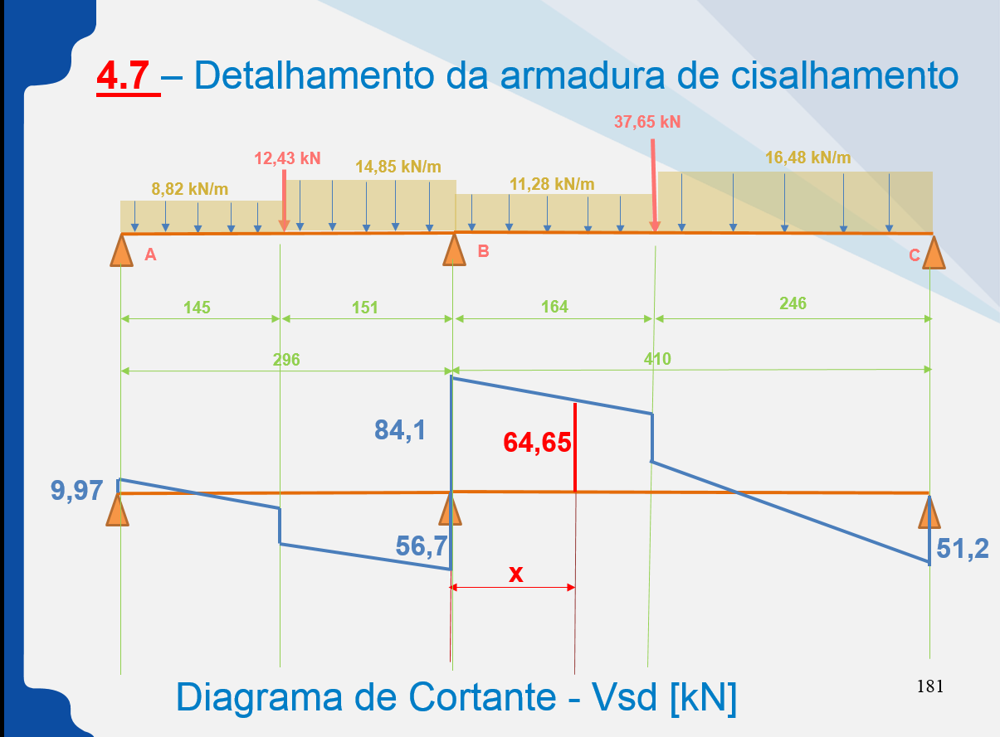 4.7 – Detalhamento da armadura de cisalhamento
37,65 kN
12,43 kN
14,85 kN/m
16,48 kN/m
8,82 kN/m
11,28 kN/m
A
B
C
145
151
164
246
296
410
84,1
64,65
9,97
56,7
51,2
x
Diagrama de Cortante - Vsd [kN]
181